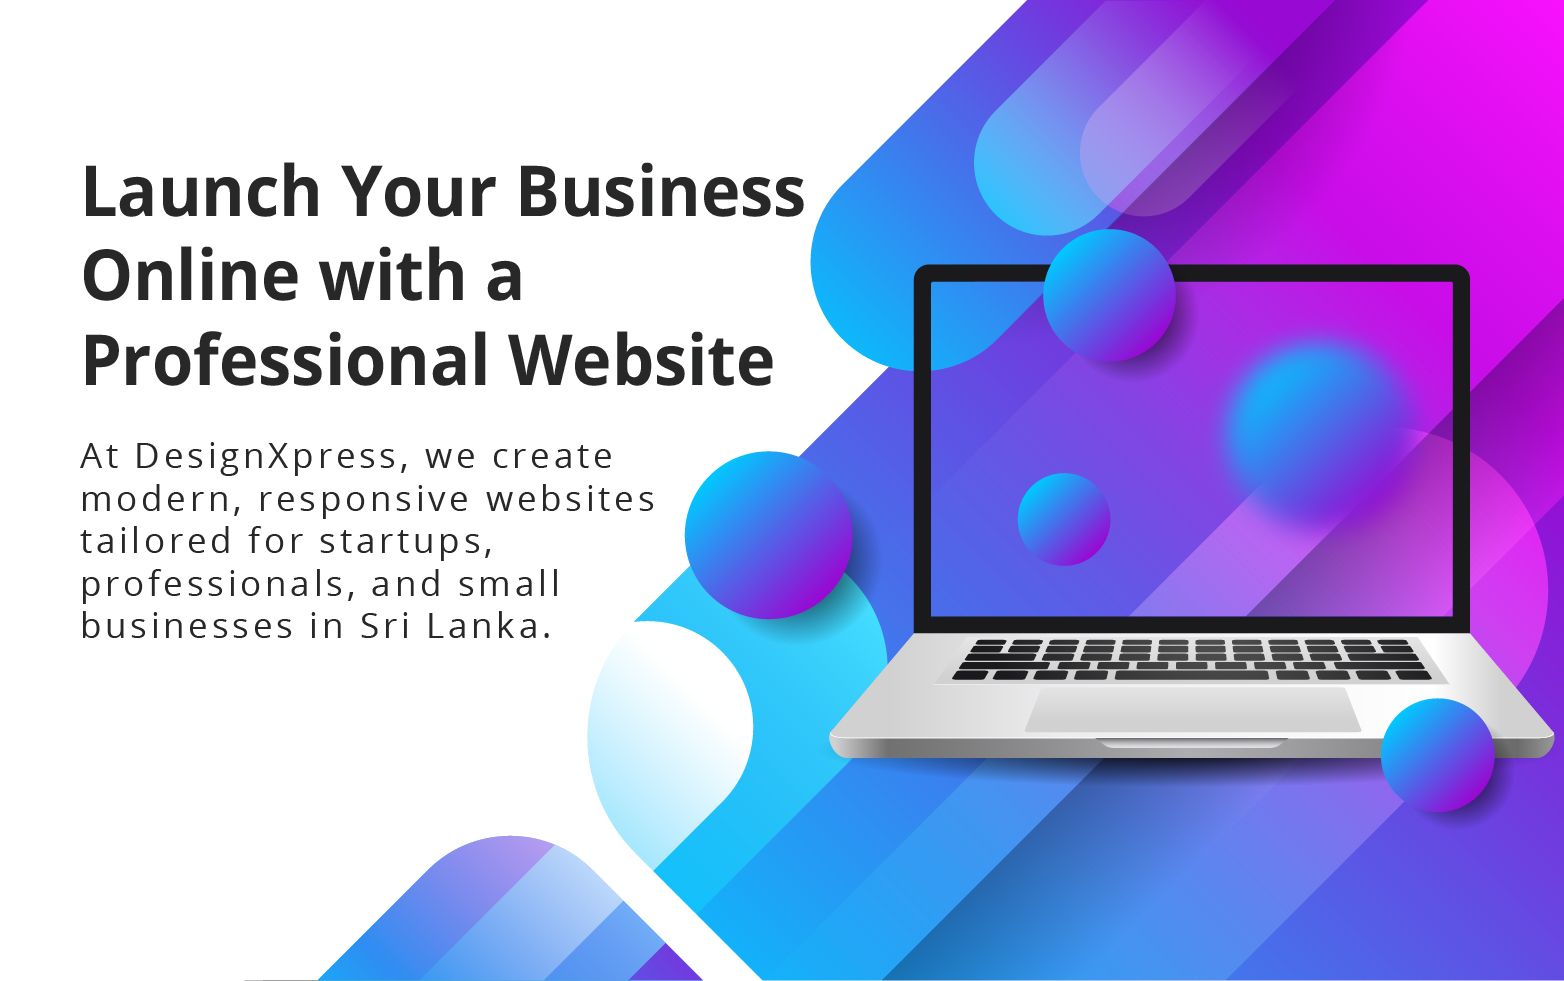 Launch Your Business
Online with a
Professional Website
At DesignXpress, we create
modern, responsive websites
tailored for startups,
professionals, and small
businesses in Sri Lanka.